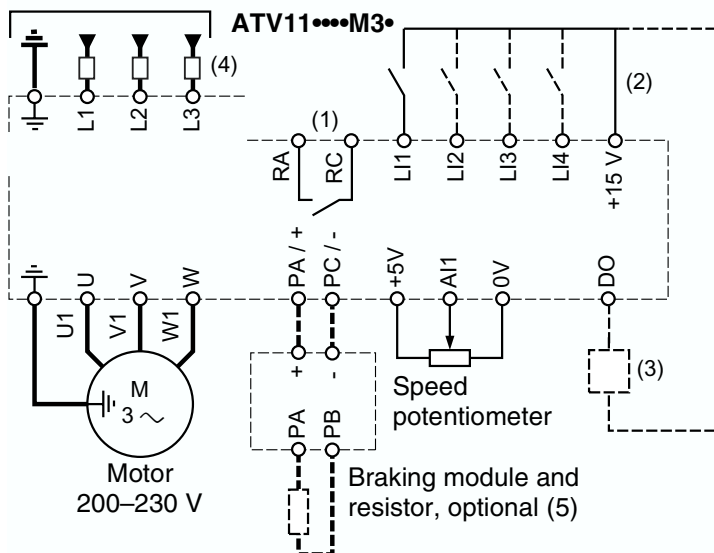 ATV11••••M3•
(4)
(2)
L1
L2
L3
(1)
RA
RC
LI1
LI2
LI3
LI4
+15 V
PA / +
PC / -
U
V
W
+5V
AI1
0V
DO
U1
V1
W1
+
-
(3)
M
3
Speed
potentiometer
PA
PB
Motor
200–230 V
Braking module and
resistor, optional (5)